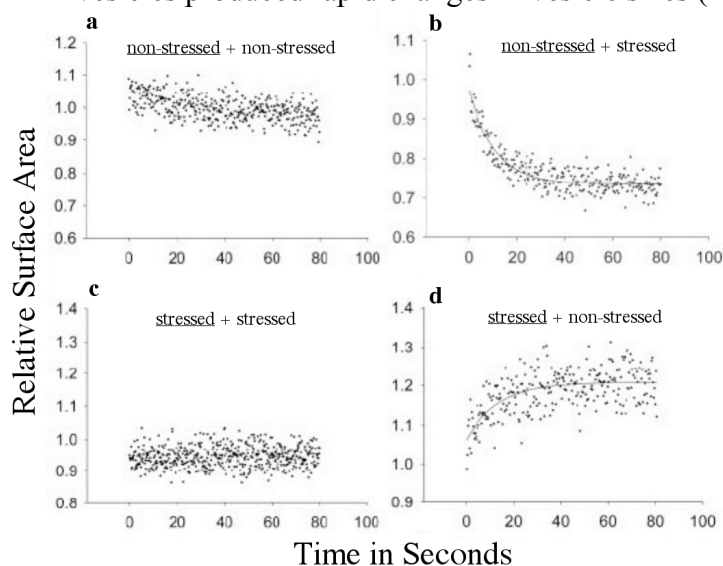 a
non-stressed + non-stressed
1.2
1.1
1.0
0.9
0.8
0.7
0.6
0 20 40 60 80 100
b
non-stressed + stressed
1.1
1.0
0.9
0.8
0.7
0.6
0 20 40 60 80 100
Relative Surface Area
c
stressed + stressed
1.4
1.3
1.2
1.1
1.0
0.9
0.8
0 20 40 60 80 100
d
stressed + non-stressed
1.4
1.3
1.2
1.1
1.0
0.9
0 20 40 60 80 100
Time in Seconds